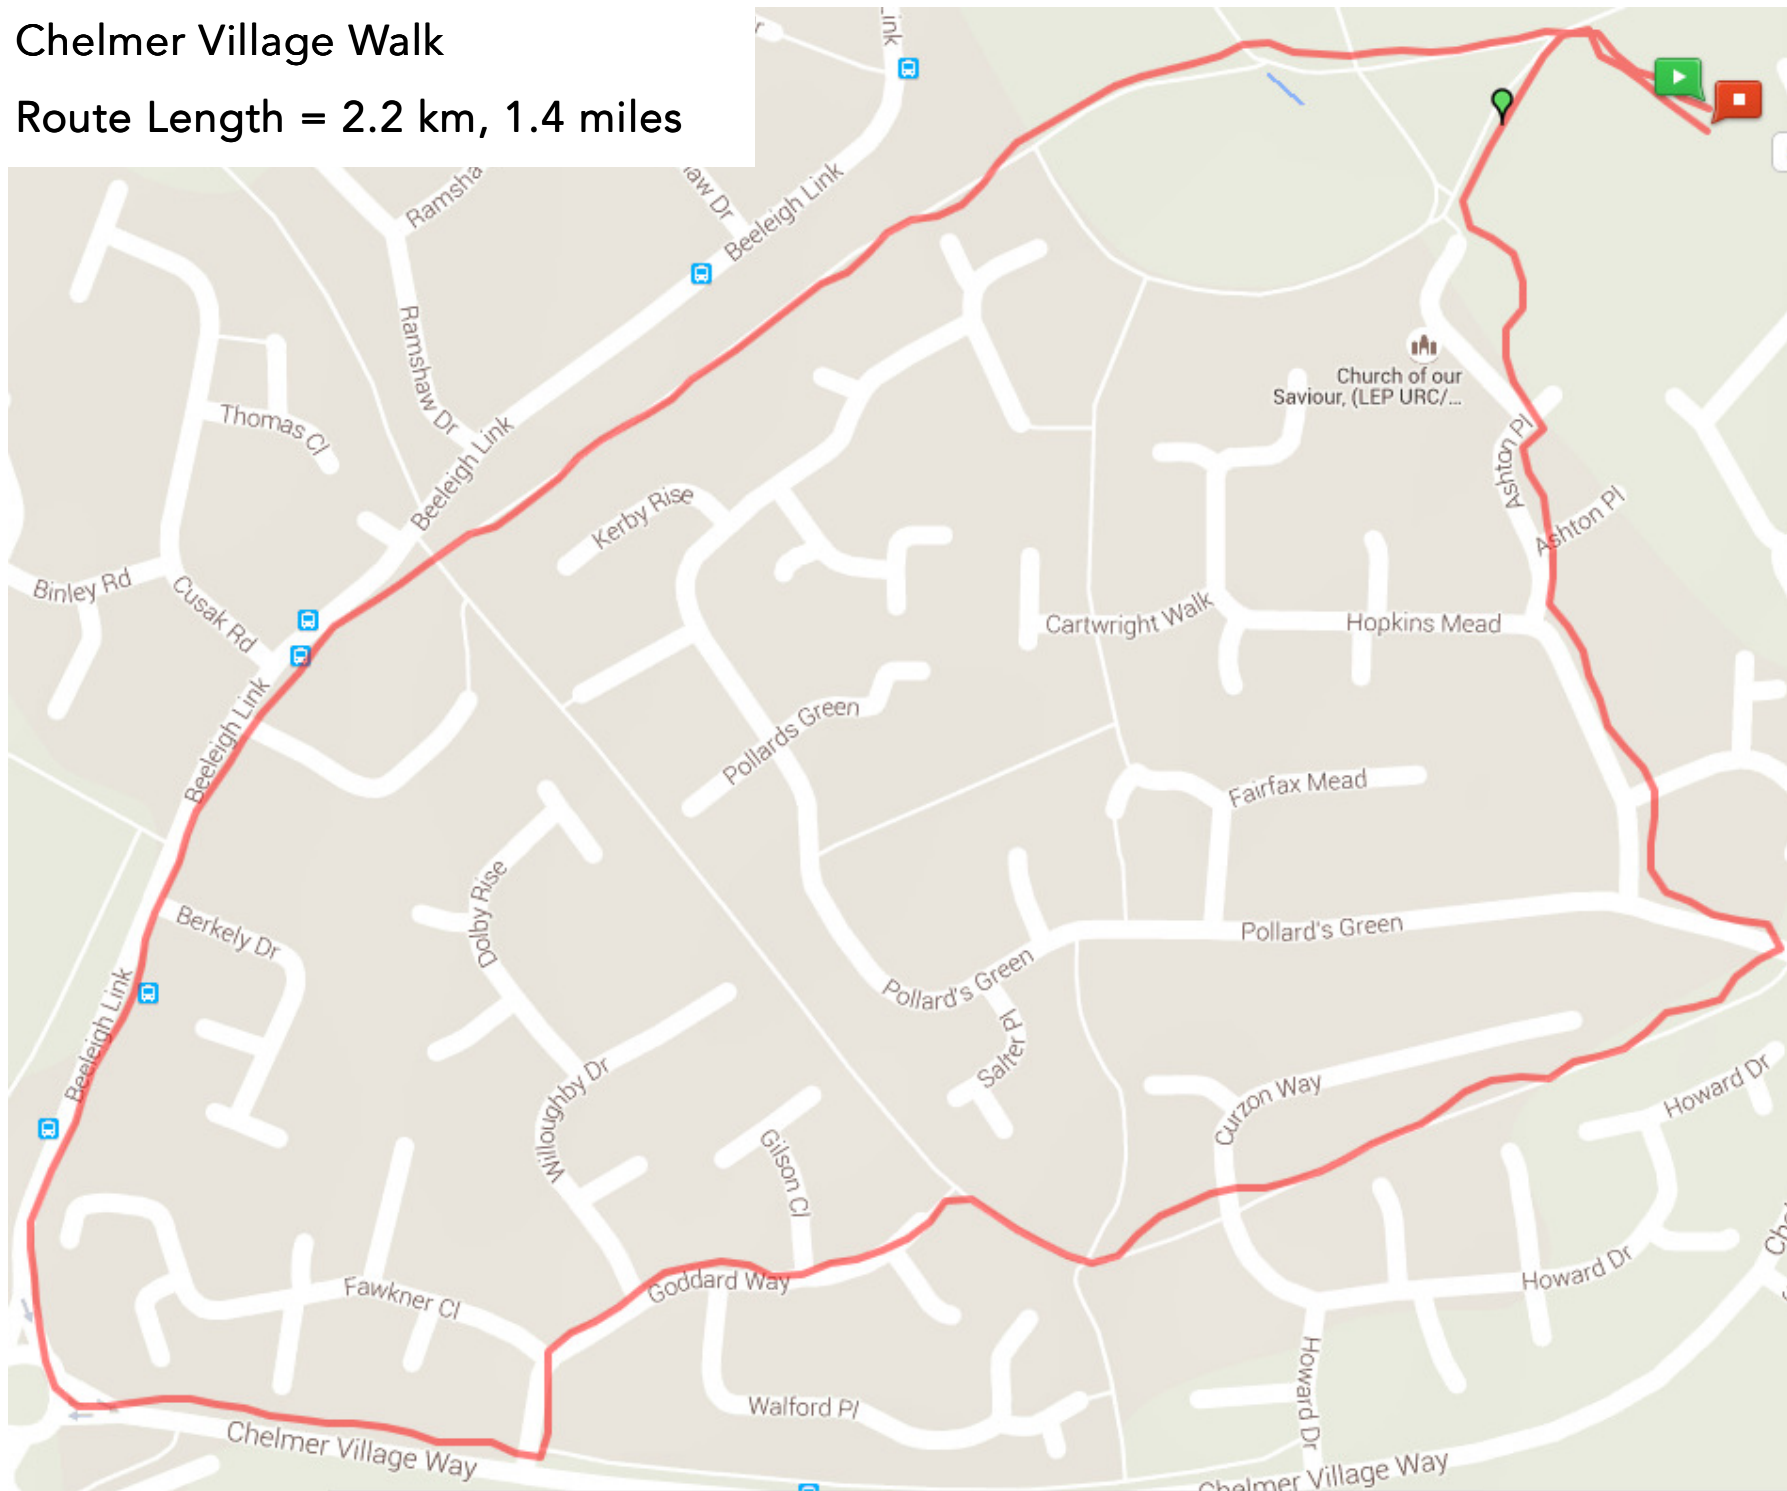 Chelmer Village Walk
Route Length = 2.2 km, 1.4 miles
Link
Ramsha
aw Dr
Beeleigh Link
Ramshaw Dr
Thomas Cl
Beeleigh Link
Church of our
Saviour, (LEP URC/...
Ashton Pl
Kerby Rise
Ashton Pl
Binley Rd
Cusak Rd
Cartwright Walk
Hopkins Mead
Beeleigh Link
Pollards Green
Fairfax Mead
Dolby Rise
Berkely Dr
Pollard's Green
Pollard's Green
Beeleigh Link
Salter Pl
Willoughby Dr
Curzon Way
Howard Dr
Gilson Cl
Fawkner Cl
Goddard Way
Howard Dr
Howard Dr
Walford Pl
Chelmer Village Way
Chelmer Village Way